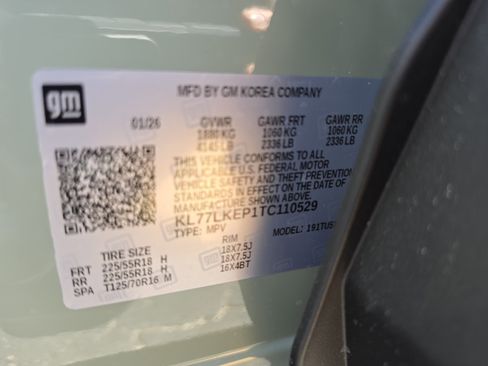 gm
MFD BY GM KOREA COMPANY
01/26 GVWR GAWR FRT GAWR RR
1880 KG 1060 KG 1060 KG
4145 LB 2336 LB 2336 LB
THIS VEHICLE CONFORMS TO ALL
APPLICABLE U.S. FEDERAL MOTOR
VEHICLE SAFETY AND
THEFT PREVENTION STANDARDS
IN EFFECT ON THE DATE OF
MANUFACTURE SHOWN ABOVE.
KL77LKEP1TC110529
TYPE: MPV MODEL: 191TU5
TIRE SIZE RIM
FRT 225/55R18 H 18X7.5J
RR 225/55R18 H 18X7.5J
SPA T125/70R16 M 16X4BT